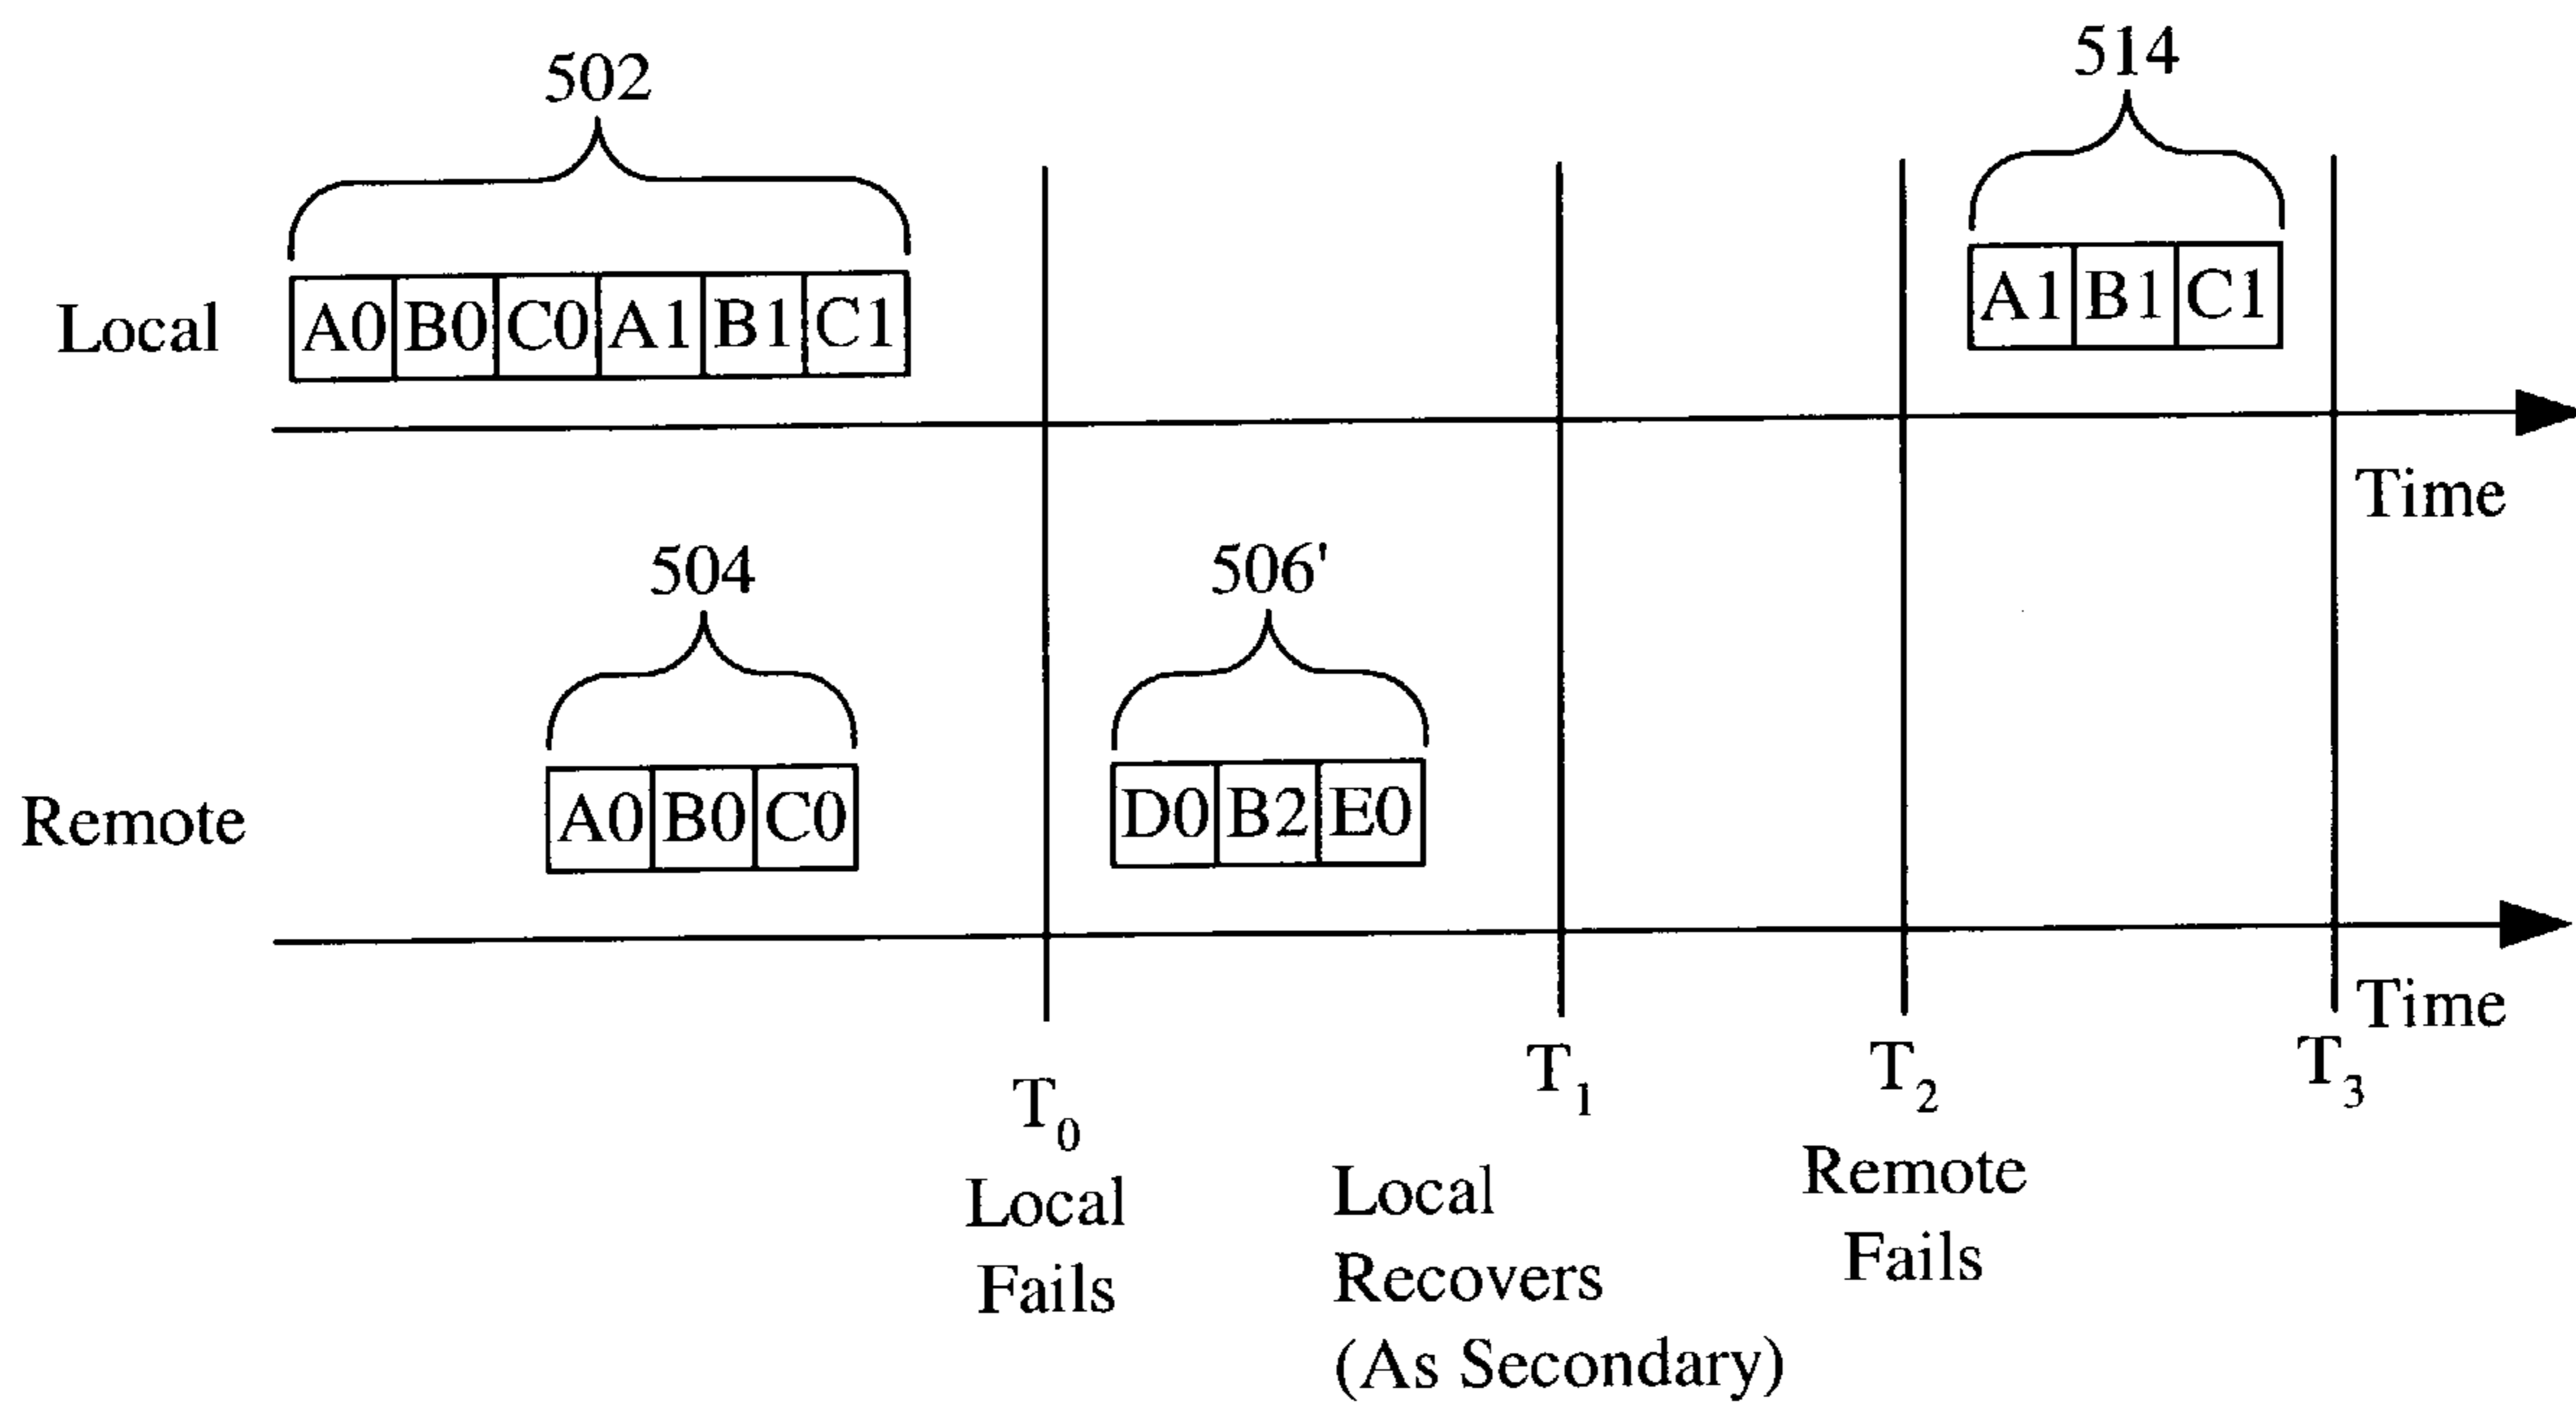 514
502
A1 B1 C1
Local A0 B0 C0 A1 B1 C1
Time
504 506'
Remote A0 B0 C0 D0 B2 E0
Time
T0 T1 T2 T3
Local
Fails
Local
Recovers
(As Secondary)
Remote
Fails